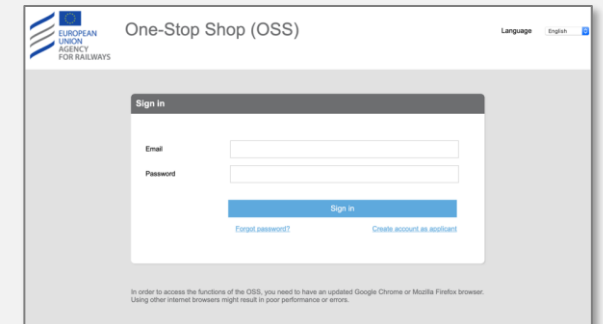 EUROPEAN
UNION
AGENCY
FOR RAILWAYS
One-Stop Shop (OSS)
Language English
Sign in
Email
Password
Sign in
Forgot password? Create account as applicant
In order to access the functions of the OSS, you need to have an updated Google Chrome or Mozilla Firefox browser.
Using other internet browsers might result in poor performance or errors.